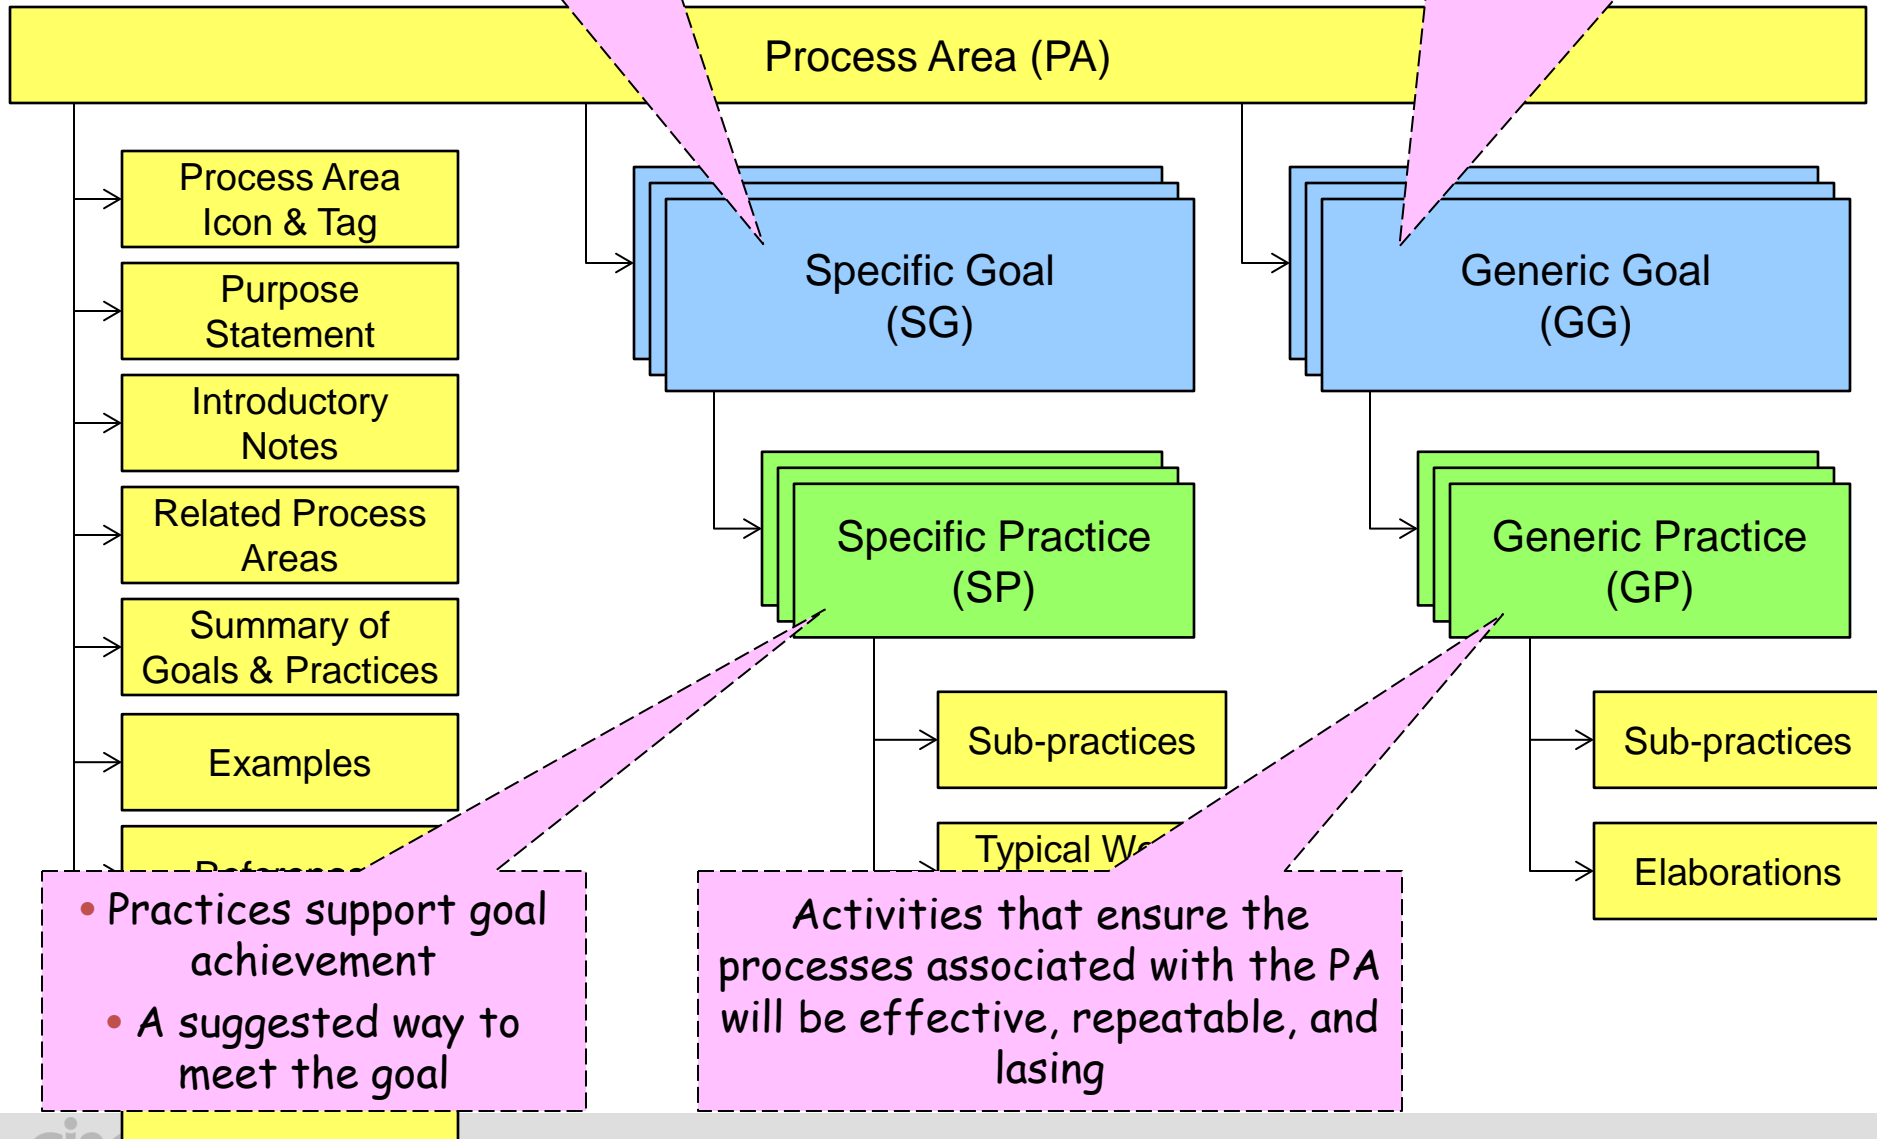 Process Area (PA)
Process Area
Icon & Tag
Purpose
Statement
Introductory
Notes
Related Process
Areas
Summary of
Goals & Practices
Examples
Specific Goal
(SG)
Specific Practice
(SP)
Sub-practices
Typical
Generic Goal
(GG)
Generic Practice
(GP)
Sub-practices
Elaborations
• Practices support goal
achievement
• A suggested way to
meet the goal
Activities that ensure the
processes associated with the PA
will be effective, repeatable, and
lasing